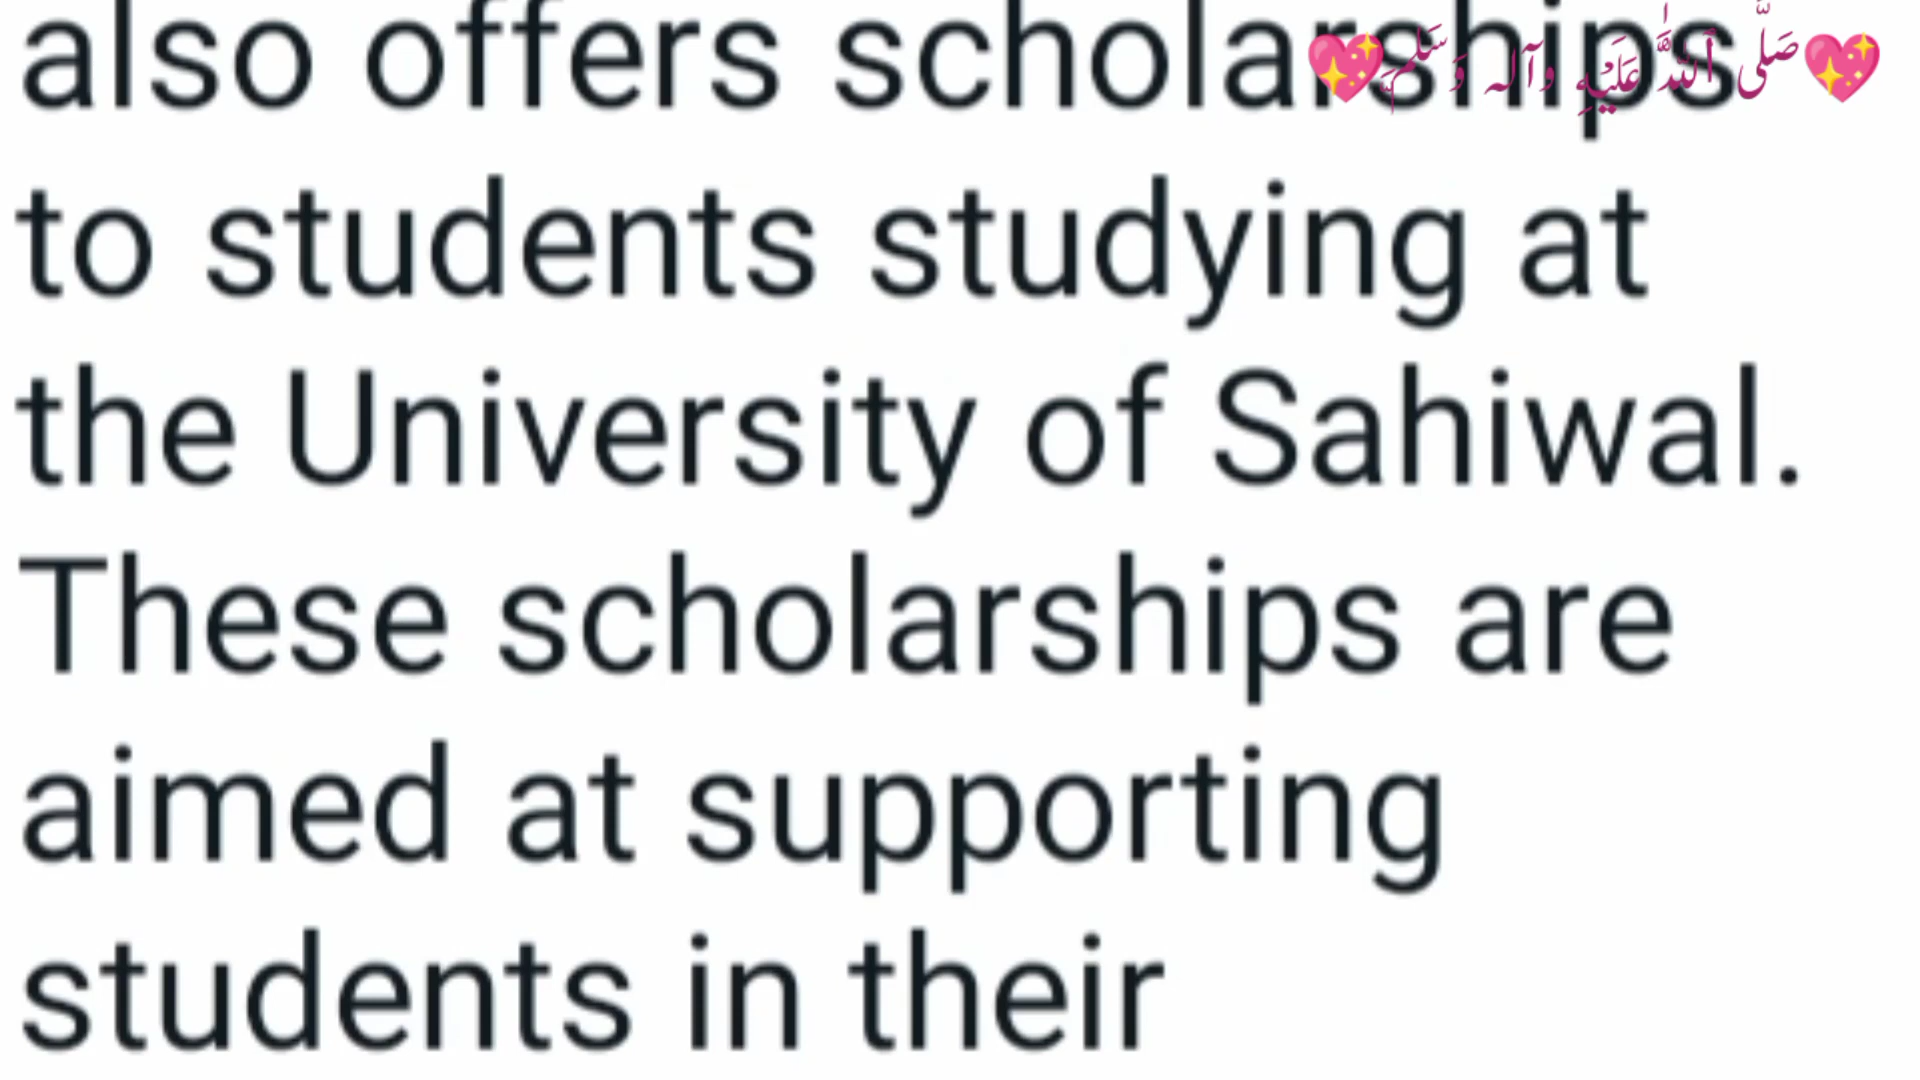 also offers scholarships
💖صَلَّى ٱللّٰهُ عَلَيْهِ وَآلِهِ وَسَلَّم💖
to students studying at
the University of Sahiwal.
These scholarships are
aimed at supporting
students in their